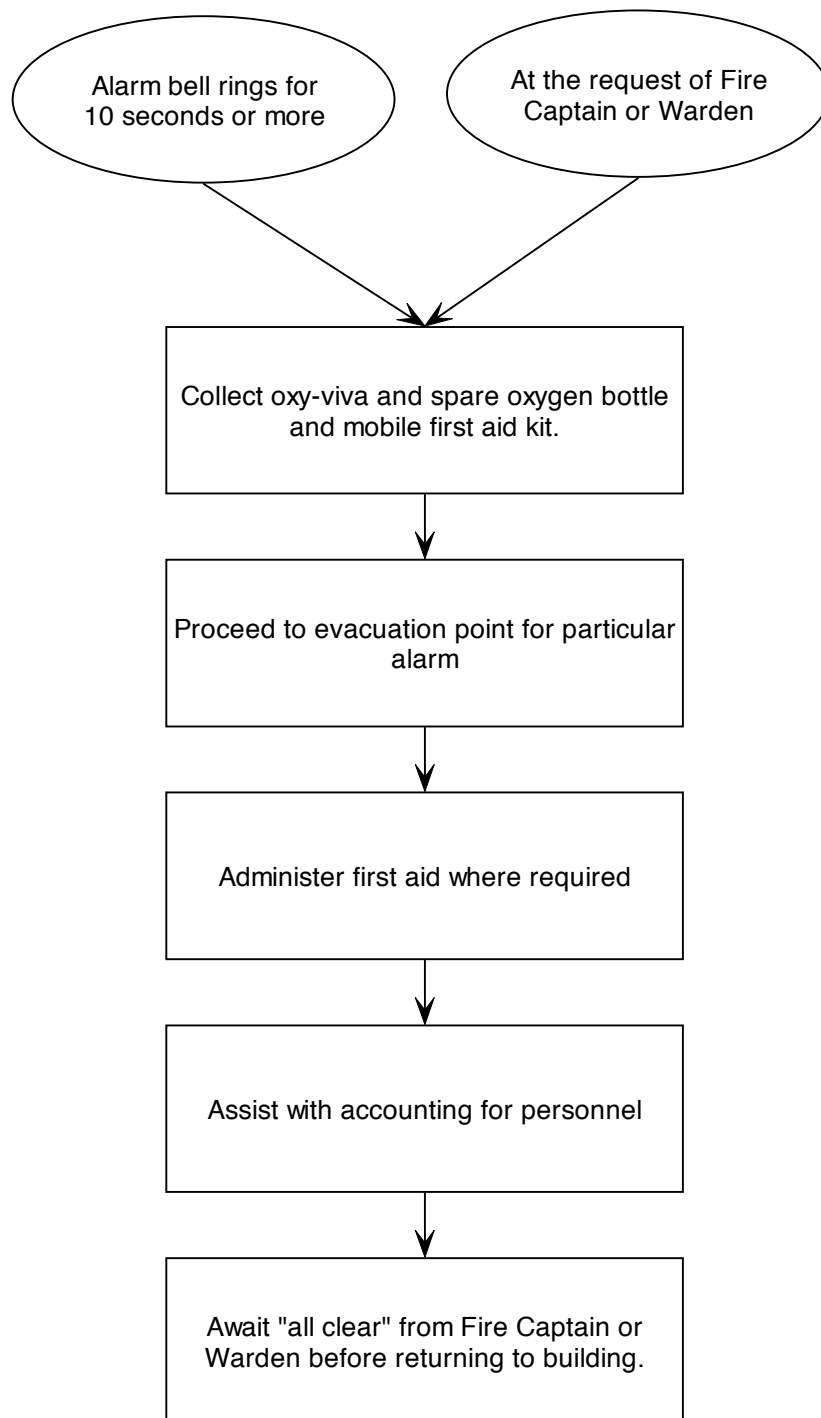 Alarm bell rings for
10 seconds or more
At the request of Fire
Captain or Warden
Collect oxy-viva and spare oxygen bottle
and mobile first aid kit.
Proceed to evacuation point for particular
alarm
Administer first aid where required
Assist with accounting for personnel
Await "all clear" from Fire Captain or
Warden before returning to building.